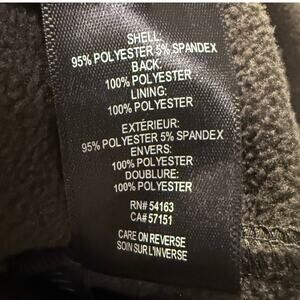 SHELL:
95% POLYESTER 5% SPANDEX
BACK:
100% POLYESTER
LINING:
100% POLYESTER
EXTÉRIEUR:
95% POLYESTER 5% SPANDEX
ENVERS:
100% POLYESTER
DOUBLURE:
100% POLYESTER
RN# 54163
CA# 57151
CARE ON REVERSE
SOIN SUR L'INVERSE